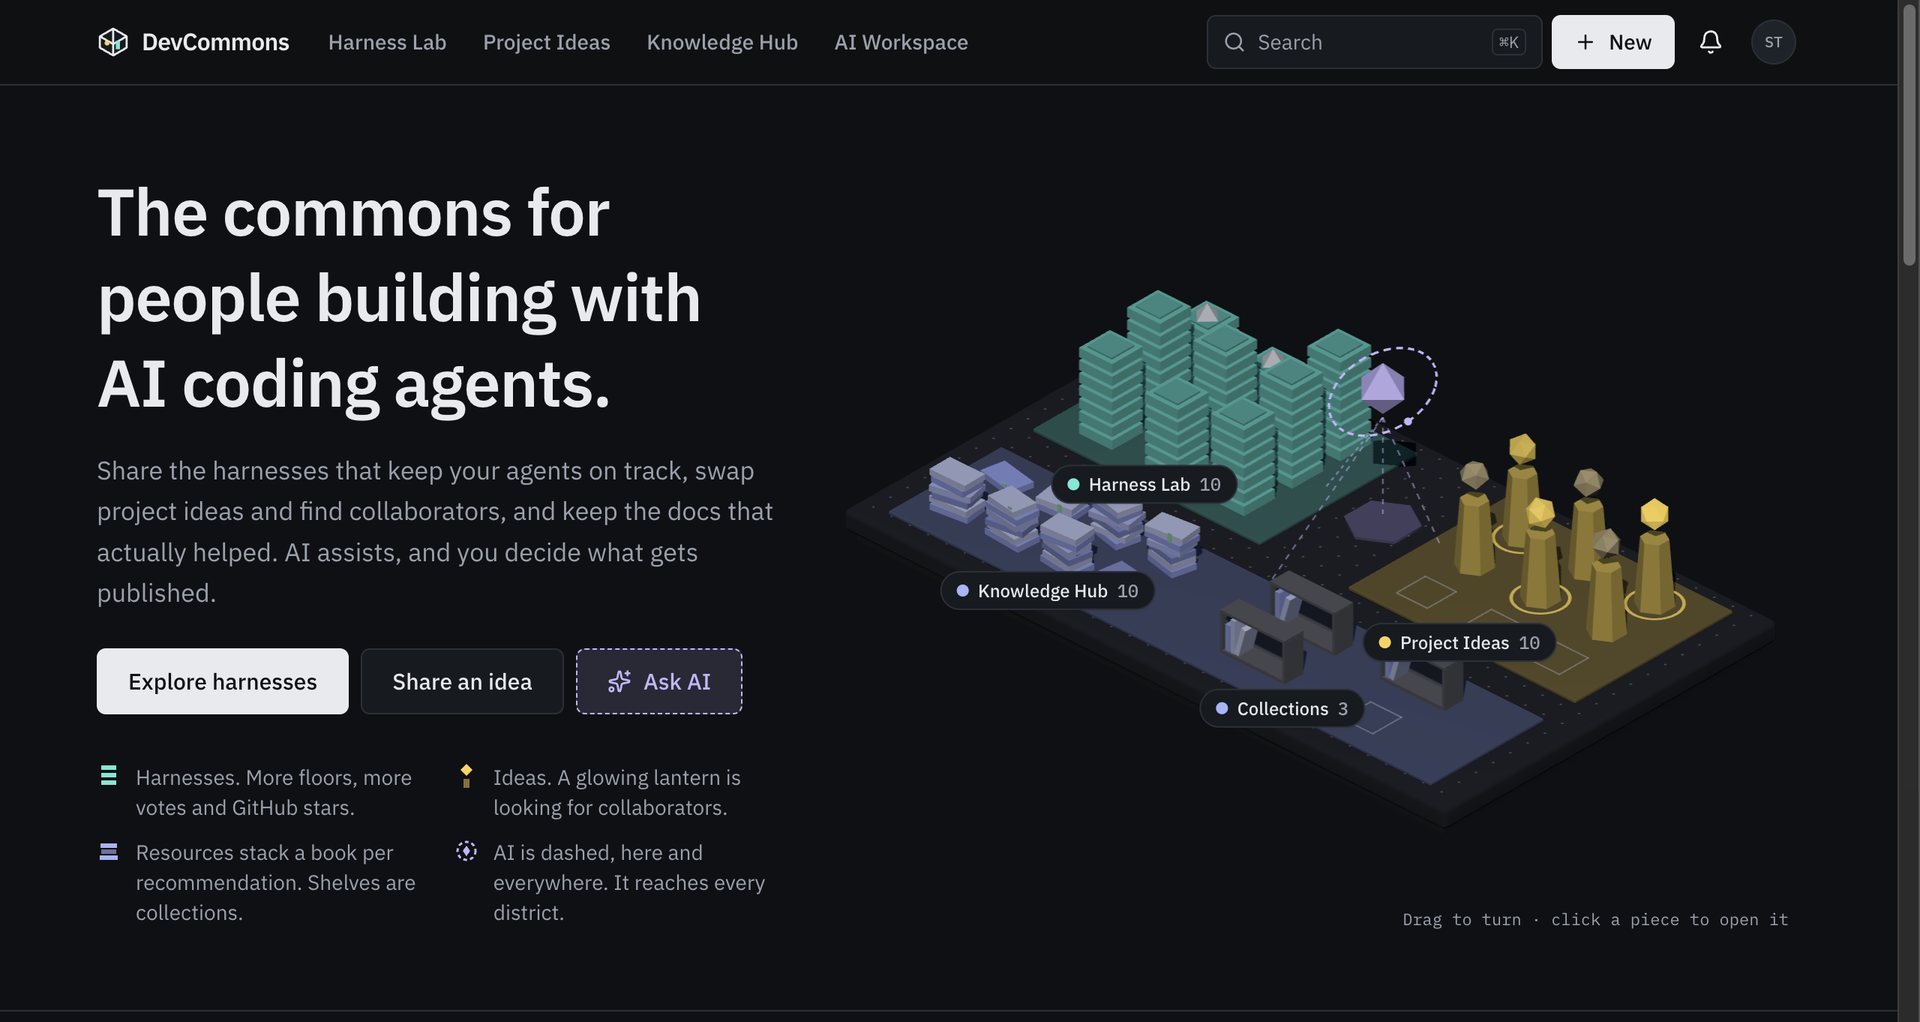 DevCommons
Harness Lab
Project Ideas
Knowledge Hub
AI Workspace
Search
⌘K
+ New
ST
The commons for
people building with
AI coding agents.
Share the harnesses that keep your agents on track, swap
project ideas and find collaborators, and keep the docs that
actually helped. AI assists, and you decide what gets
published.
Explore harnesses
Share an idea
Ask AI
Harnesses. More floors, more
votes and GitHub stars.
Ideas. A glowing lantern is
looking for collaborators.
Resources stack a book per
recommendation. Shelves are
collections.
AI is dashed, here and
everywhere. It reaches every
district.
Harness Lab 10
Knowledge Hub 10
Project Ideas 10
Collections 3
Drag to turn · click a piece to open it